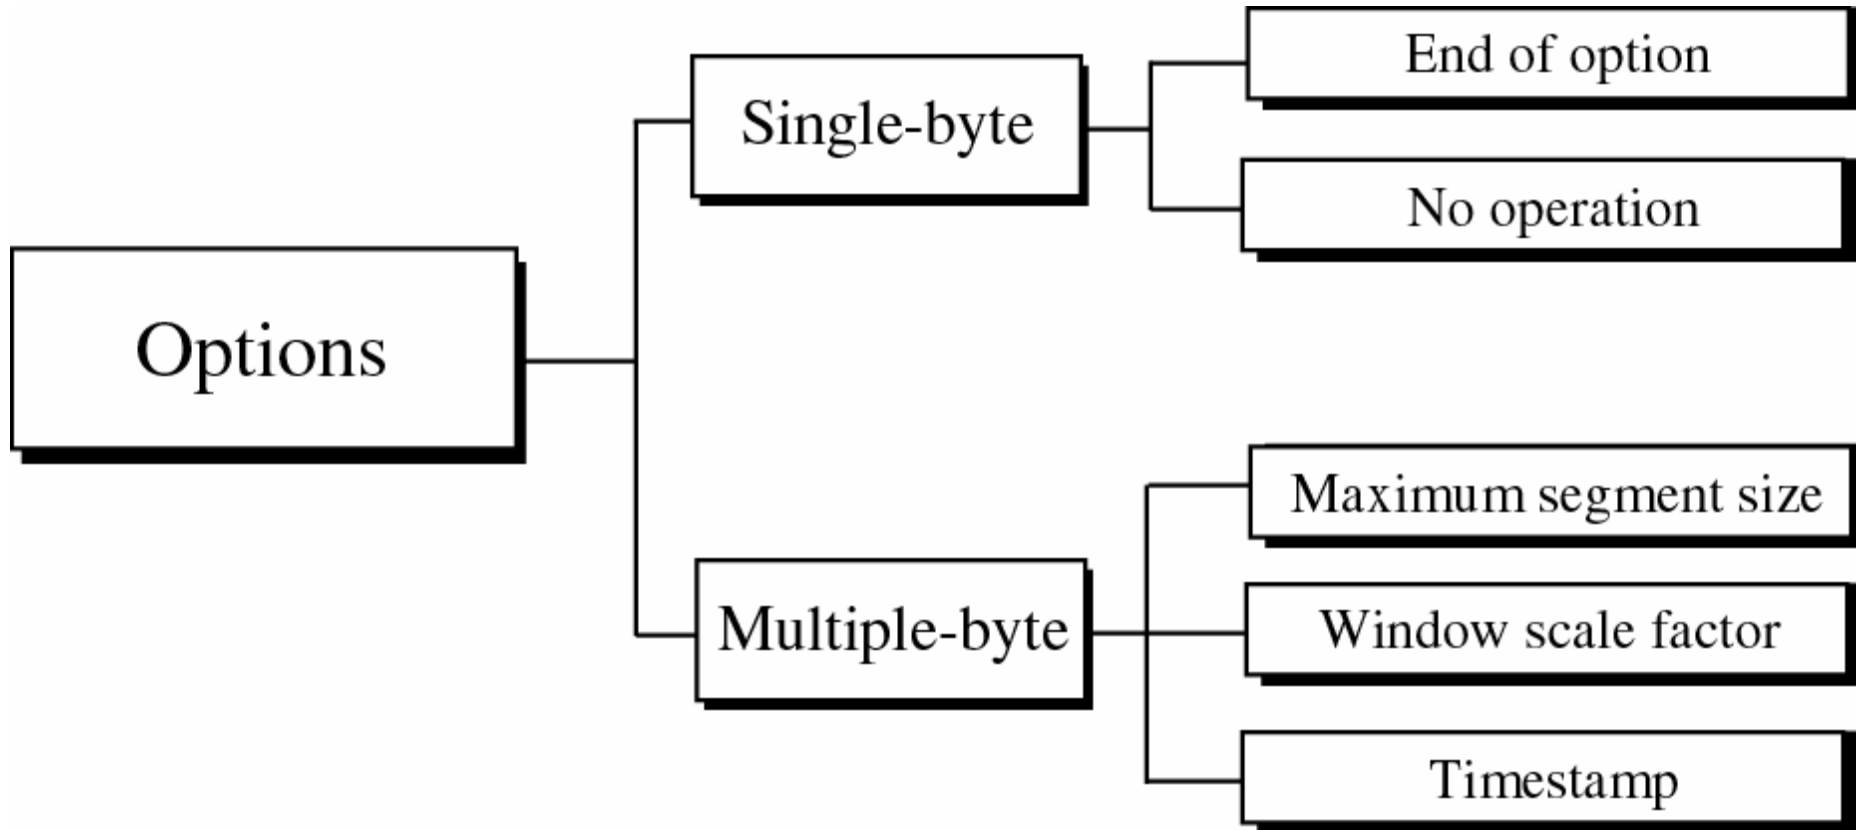 Options
Single-byte
End of option
No operation
Multiple-byte
Maximum segment size
Window scale factor
Timestamp